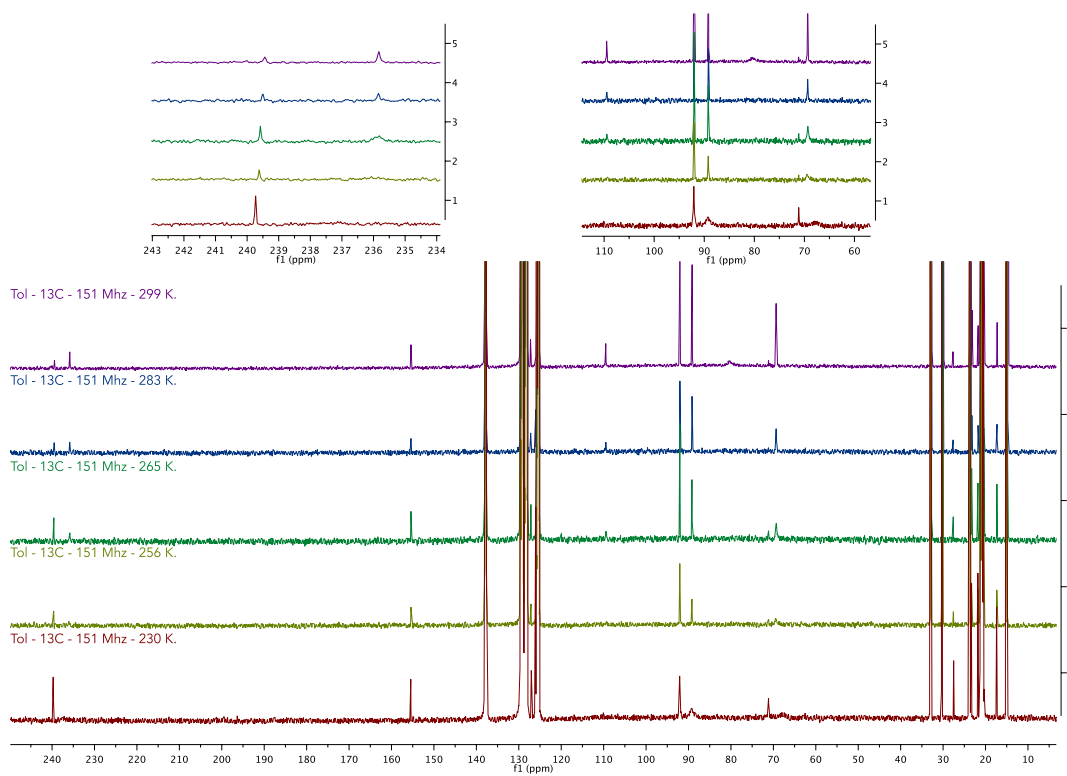 5
4
3
2
1
243 242 241 240 239 238 237 236 235 234
f1 (ppm)
5
4
3
2
1
110 100 90 80 70 60
f1 (ppm)
Tol - 13C - 151 Mhz - 299 K.
Tol - 13C - 151 Mhz - 283 K.
Tol - 13C - 151 Mhz - 265 K.
Tol - 13C - 151 Mhz - 256 K.
Tol - 13C - 151 Mhz - 230 K.
240 230 220 210 200 190 180 170 160 150 140 130 120 110 100 90 80 70 60 50 40 30 20 10
f1 (ppm)